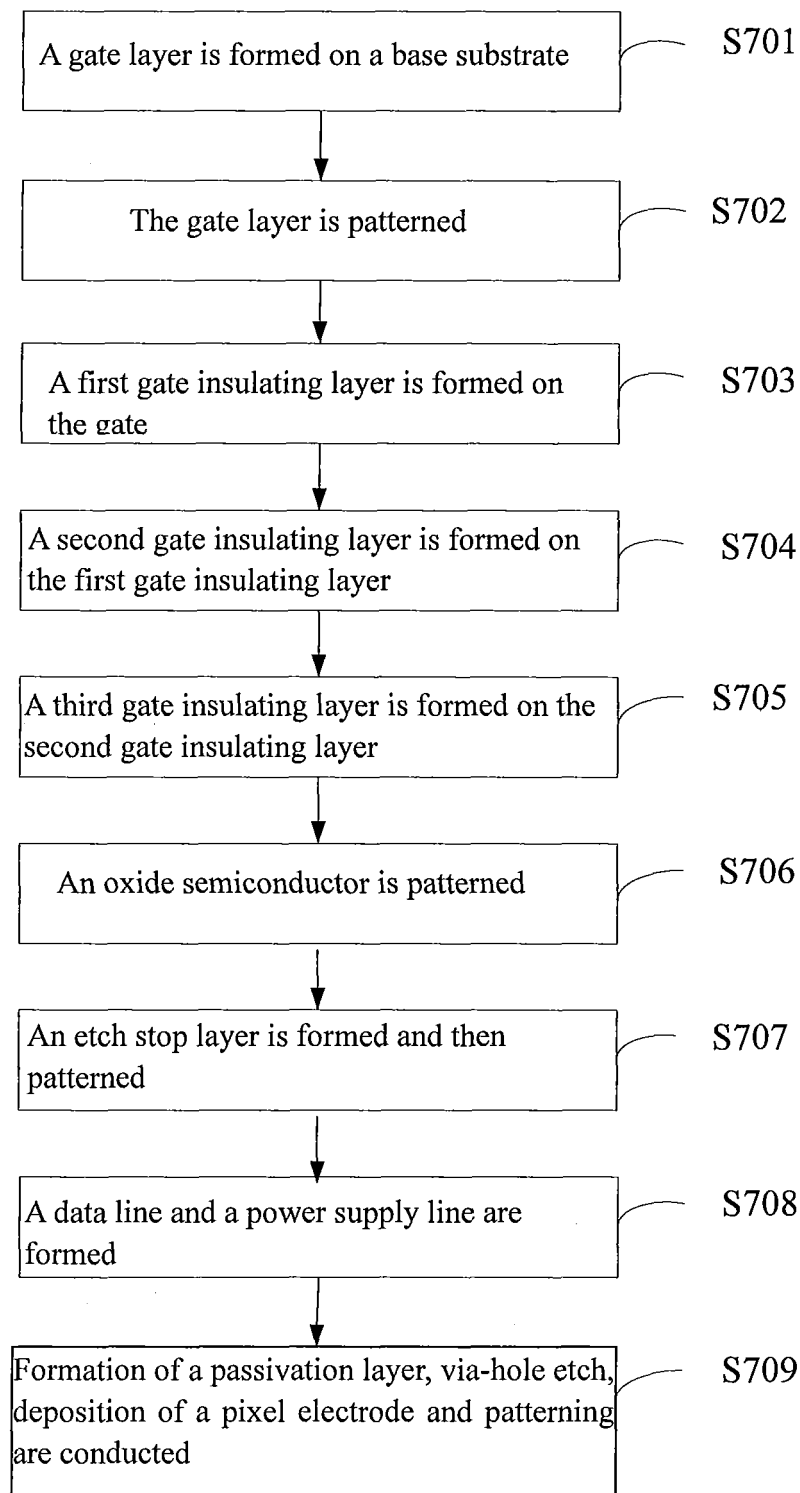 A gate layer is formed on a base substrate
S701
The gate layer is patterned
S702
A first gate insulating layer is formed on
the gate
S703
A second gate insulating layer is formed on
the first gate insulating layer
S704
A third gate insulating layer is formed on the
second gate insulating layer
S705
An oxide semiconductor is patterned
S706
An etch stop layer is formed and then
patterned
S707
A data line and a power supply line are
formed
S708
Formation of a passivation layer, via-hole etch,
deposition of a pixel electrode and patterning
are conducted
S709